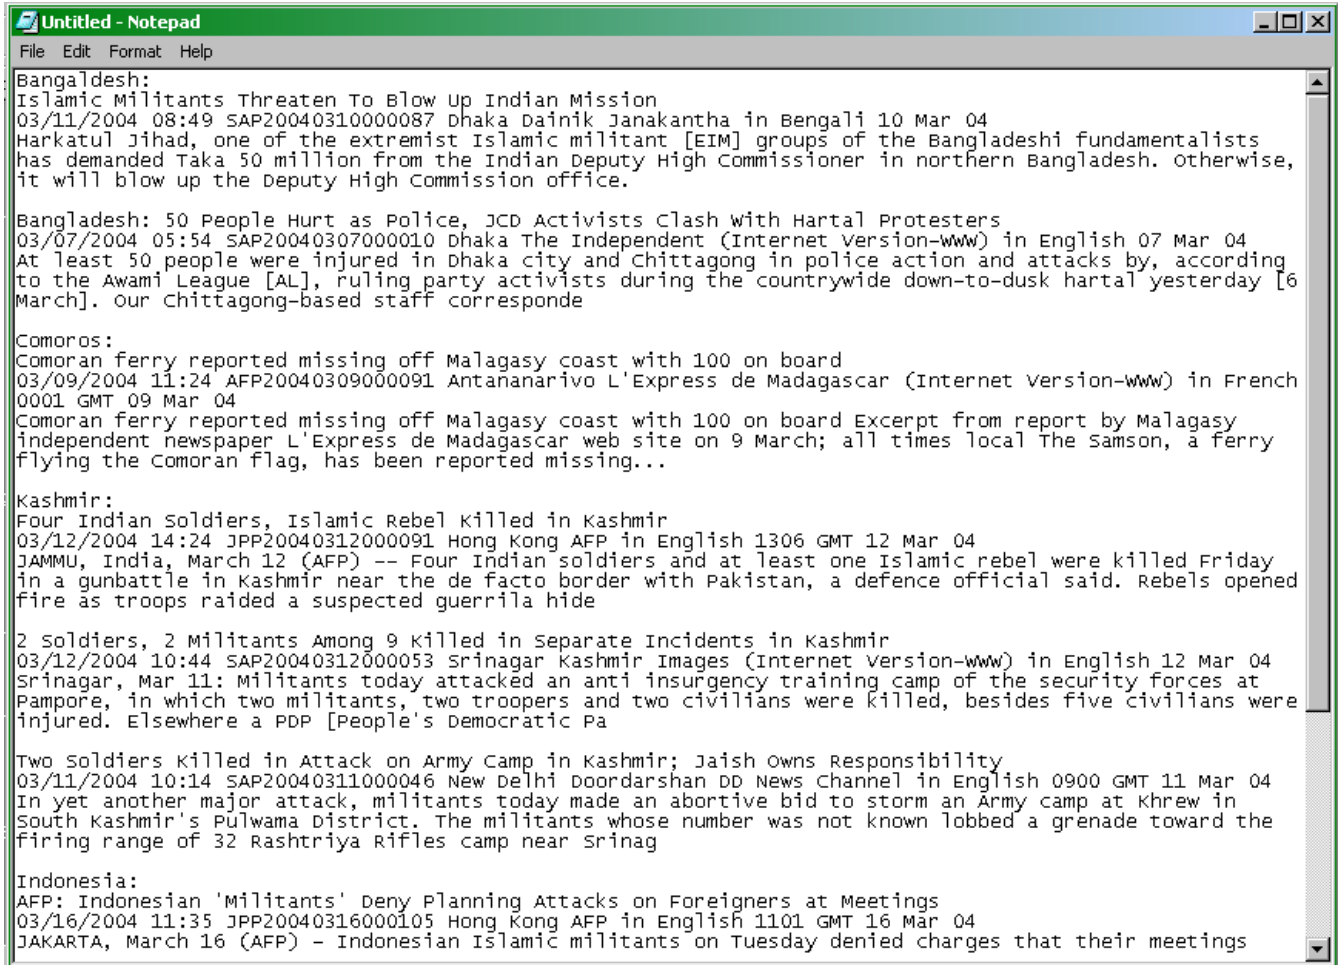 Untitled - Notepad
File Edit Format Help
Bangaldesh:
Islamic Militants Threaten To Blow Up Indian Mission
03/11/2004 08:49 SAP20040310000087 Dhaka Dainik Janakantha in Bengali 10 Mar 04
Harkatul Jihad, one of the extremist Islamic militant [EIM] groups of the Bangladeshi fundamentalists
has demanded Taka 50 million from the Indian Deputy High Commissioner in northern Bangladesh. Otherwise,
it will blow up the Deputy High Commission office.
Bangladesh: 50 People Hurt as Police, JCD Activists Clash With Hartal Protesters
03/07/2004 05:54 SAP20040307000010 Dhaka The Independent (Internet Version-WWW) in English 07 Mar 04
At least 50 people were injured in Dhaka city and Chittagong in police action and attacks by, according
to the Awami League [AL], ruling party activists during the countrywide down-to-dusk hartal yesterday [6
March]. Our Chittagong-based staff corresponde
Comoros:
Comoran ferry reported missing off Malagasy coast with 100 on board
03/09/2004 11:24 AFP20040309000091 Antananarivo L'Express de Madagascar (Internet Version-WWW) in French
0001 GMT 09 Mar 04
Comoran ferry reported missing off Malagasy coast with 100 on board Excerpt from report by Malagasy
independent newspaper L'Express de Madagascar web site on 9 March; all times local The Samson, a ferry
flying the Comoran flag, has been reported missing...
Kashmir:
Four Indian Soldiers, Islamic Rebel Killed in Kashmir
03/12/2004 14:24 JPP20040312000091 Hong Kong AFP in English 1306 GMT 12 Mar 04
JAMMU, India, March 12 (AFP) -- Four Indian soldiers and at least one Islamic rebel were killed Friday
in a gunbattle in Kashmir near the de facto border with Pakistan, a defence official said. Rebels opened
fire as troops raided a suspected guerrila hide
2 Soldiers, 2 Militants Among 9 Killed in Separate Incidents in Kashmir
03/12/2004 10:44 SAP20040312000053 Srinagar Kashmir Images (Internet Version-WWW) in English 12 Mar 04
Srinagar, Mar 11: Militants today attacked an anti insurgency training camp of the security forces at
Pampore, in which two militants, two troopers and two civilians were killed, besides five civilians were
injured. Elsewhere a PDP [People's Democratic Pa
Two Soldiers Killed in Attack on Army Camp in Kashmir; Jaish Owns Responsibility
03/11/2004 10:14 SAP20040311000046 New Delhi Doordarshan DD News Channel in English 0900 GMT 11 Mar 04
In yet another major attack, militants today made an abortive bid to storm an Army camp at Khrew in
South Kashmir's Pulwama District. The militants whose number was not known lobbed a grenade toward the
firing range of 32 Rashtriya Rifles camp near Srinag
Indonesia:
AFP: Indonesian 'Militants' Deny Planning Attacks on Foreigners at Meetings
03/16/2004 11:35 JPP20040316000105 Hong Kong AFP in English 1101 GMT 16 Mar 04
JAKARTA, March 16 (AFP) - Indonesian Islamic militants on Tuesday denied charges that their meetings